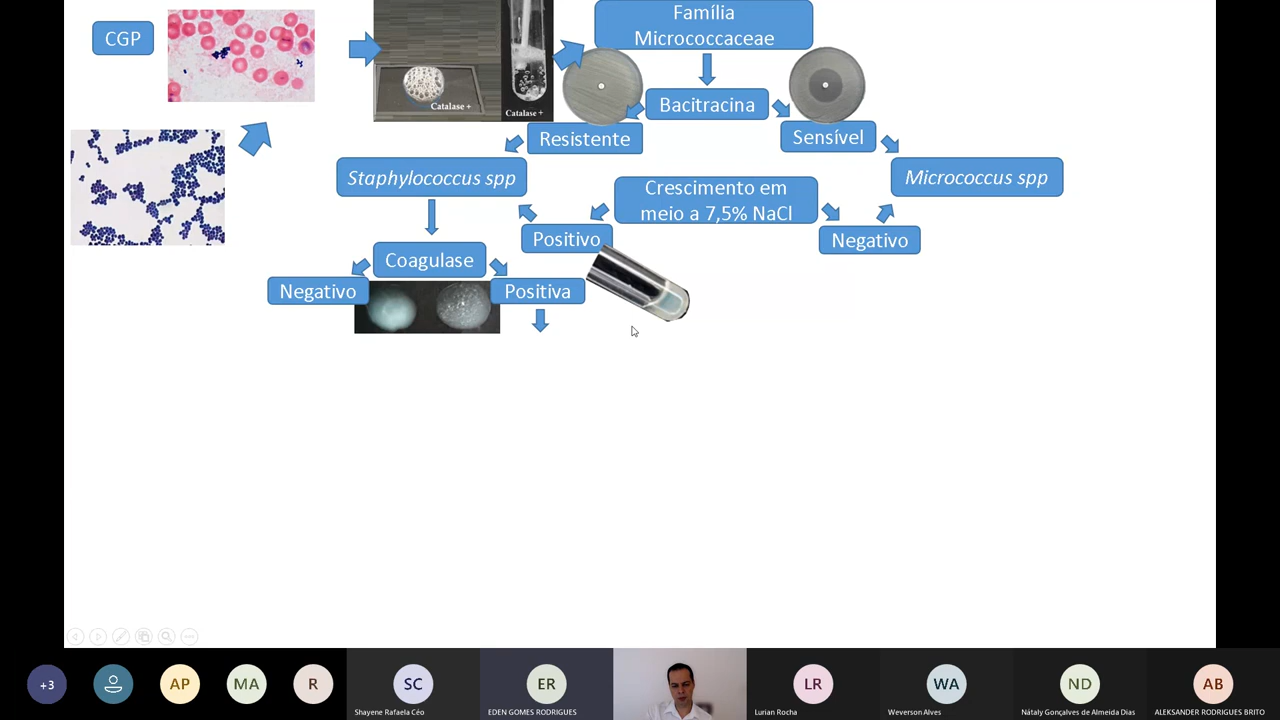 CGP
Catalase +
Catalase +
Família
Micrococcaceae
Bacitracina
Resistente
Sensível
Staphylococcus spp
Micrococcus spp
Crescimento em
meio a 7,5% NaCl
Positivo
Negativo
Coagulase
Negativo
Positiva
+3
AP
MA
R
SC
Shayene Rafaela Céo
ER
EDEN GOMES RODRIGUES
LR
Lurian Rocha
WA
Weverson Alves
ND
Nátaly Gonçalves de Almeida Dias
AB
ALEKSANDER RODRIGUES BRITO